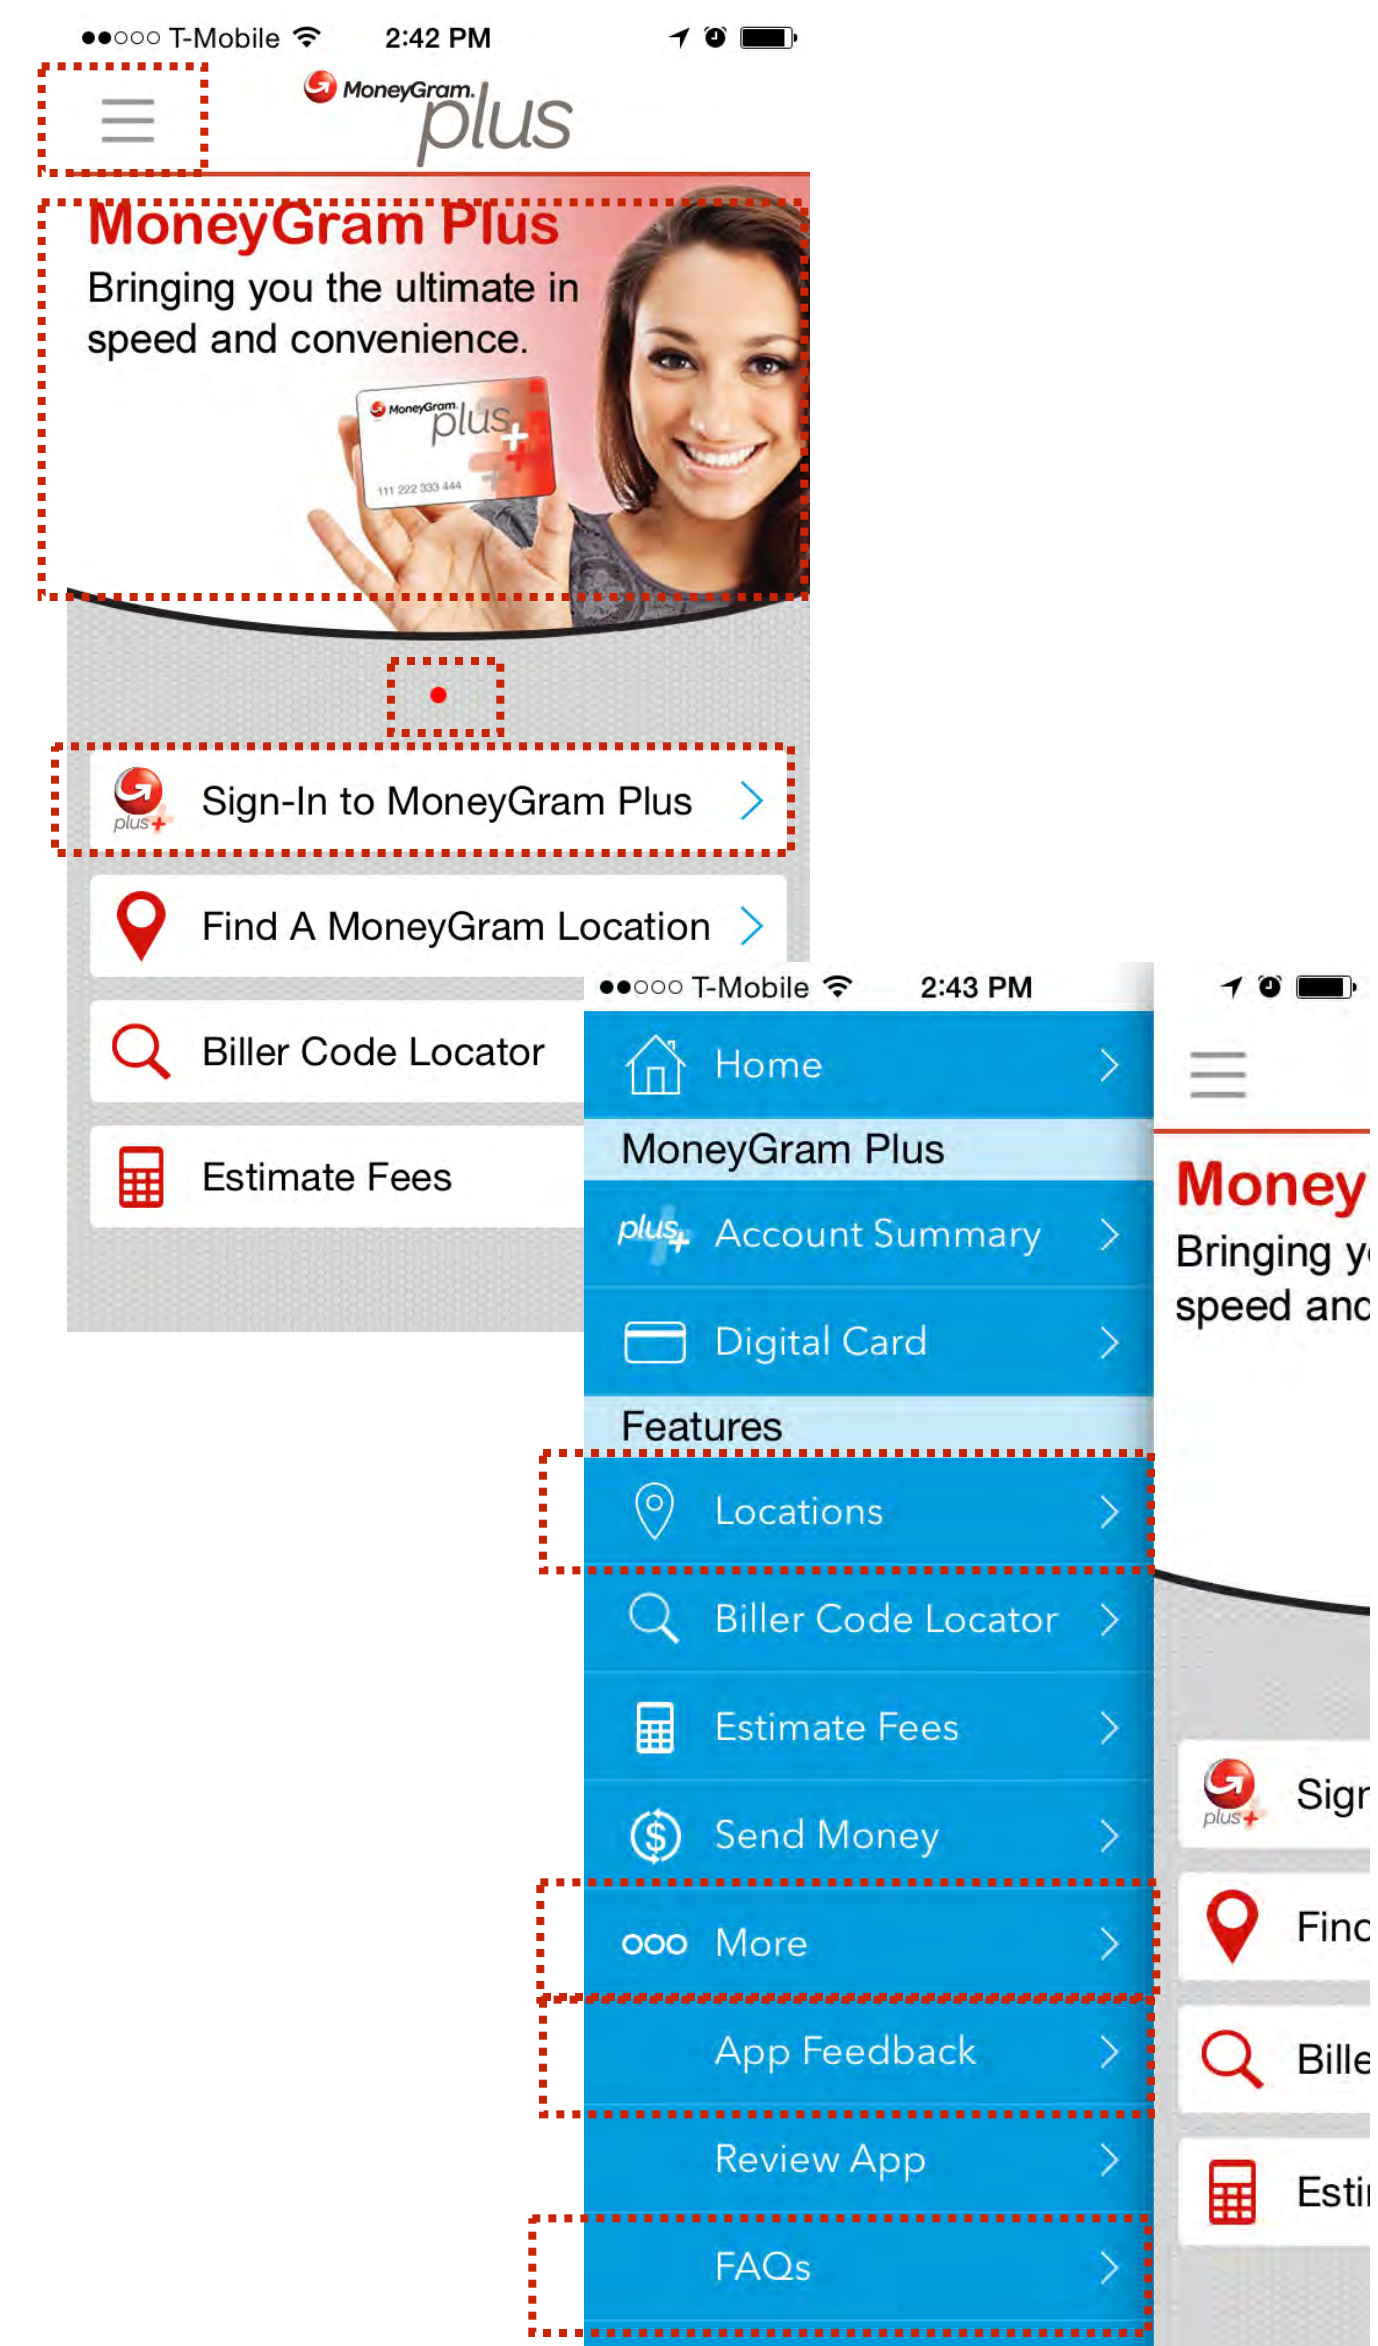 T-Mobile 2:42 PM
MoneyGram.
plus
MoneyGram Plus
Bringing you the ultimate in
speed and convenience.
MoneyGram
plus
111 222 333 444
plus+ Sign-In to MoneyGram Plus
Find A MoneyGram Location
Biller Code Locator
Estimate Fees
T-Mobile 2:43 PM
Home
MoneyGram Plus
plus+ Account Summary
Digital Card
Features
Locations
Biller Code Locator
Estimate Fees
Send Money
More
App Feedback
Review App
FAQs
Money
Bringing y
speed and
plus+ Sign
Find
Bille
Esti